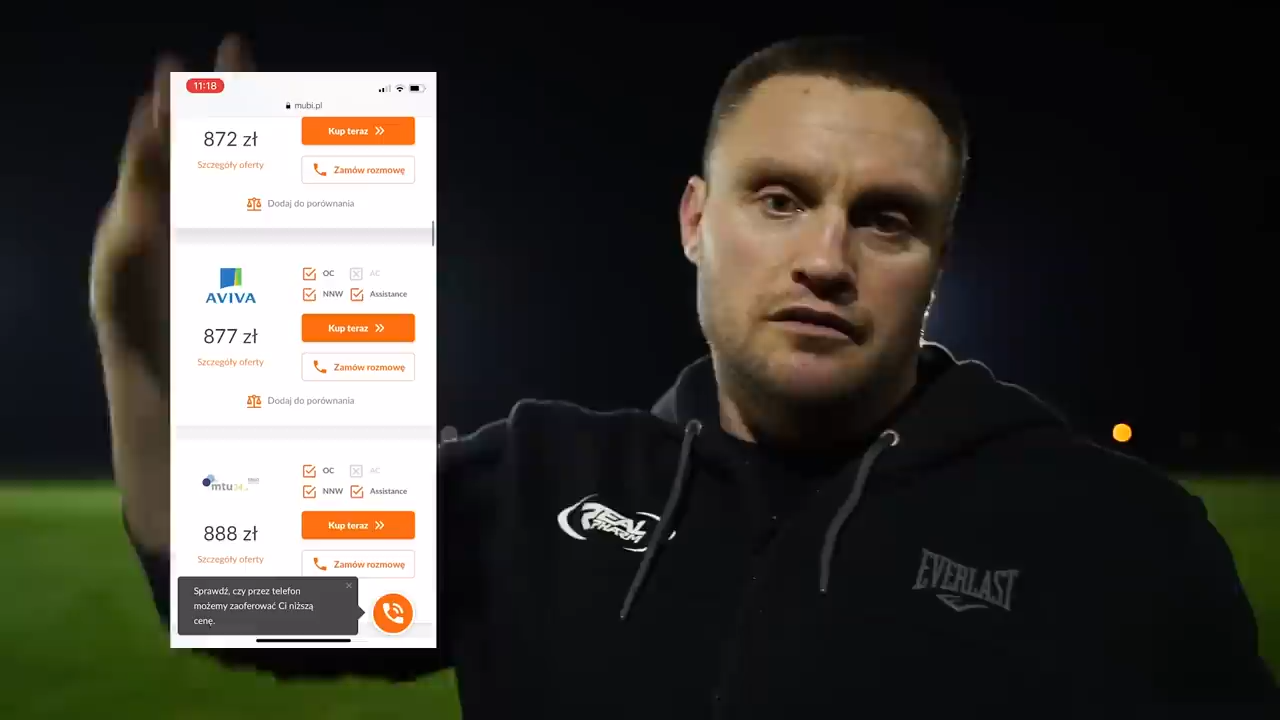 11:18
mubi.pl
872 zł
Kup teraz
Szczegóły oferty
Zamów rozmowę
Dodaj do porównania
OC AC
AVIVA
NNW Assistance
877 zł
Kup teraz
Szczegóły oferty
Zamów rozmowę
Dodaj do porównania
OC AC
mtu24
NNW Assistance
888 zł
Kup teraz
Szczegóły oferty
Zamów rozmowę
Sprawdź, czy przez telefon
możemy zaoferować Ci niższą
cenę.
REAL
PHARM
EVERLAST